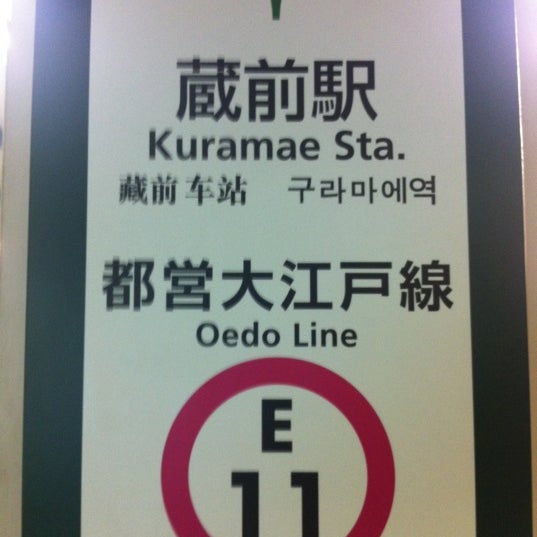 蔵前駅
Kuramae Sta.
藏前车站 구라마에역
都営大江戸線
Oedo Line
E
11